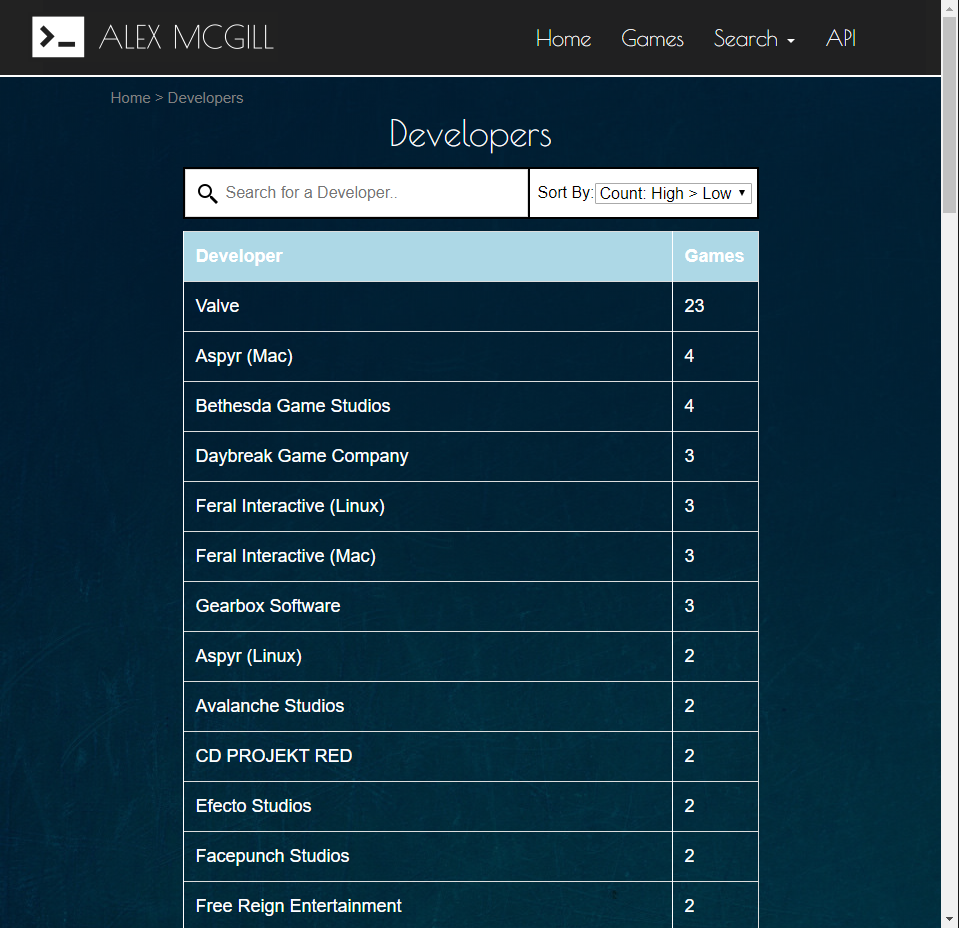 ALEX MCGILL Home Games Search API
Home > Developers
Developers
Search for a Developer.. Sort By: Count: High > Low
Developer Games
Valve 23
Aspyr (Mac) 4
Bethesda Game Studios 4
Daybreak Game Company 3
Feral Interactive (Linux) 3
Feral Interactive (Mac) 3
Gearbox Software 3
Aspyr (Linux) 2
Avalanche Studios 2
CD PROJEKT RED 2
Efecto Studios 2
Facepunch Studios 2
Free Reign Entertainment 2